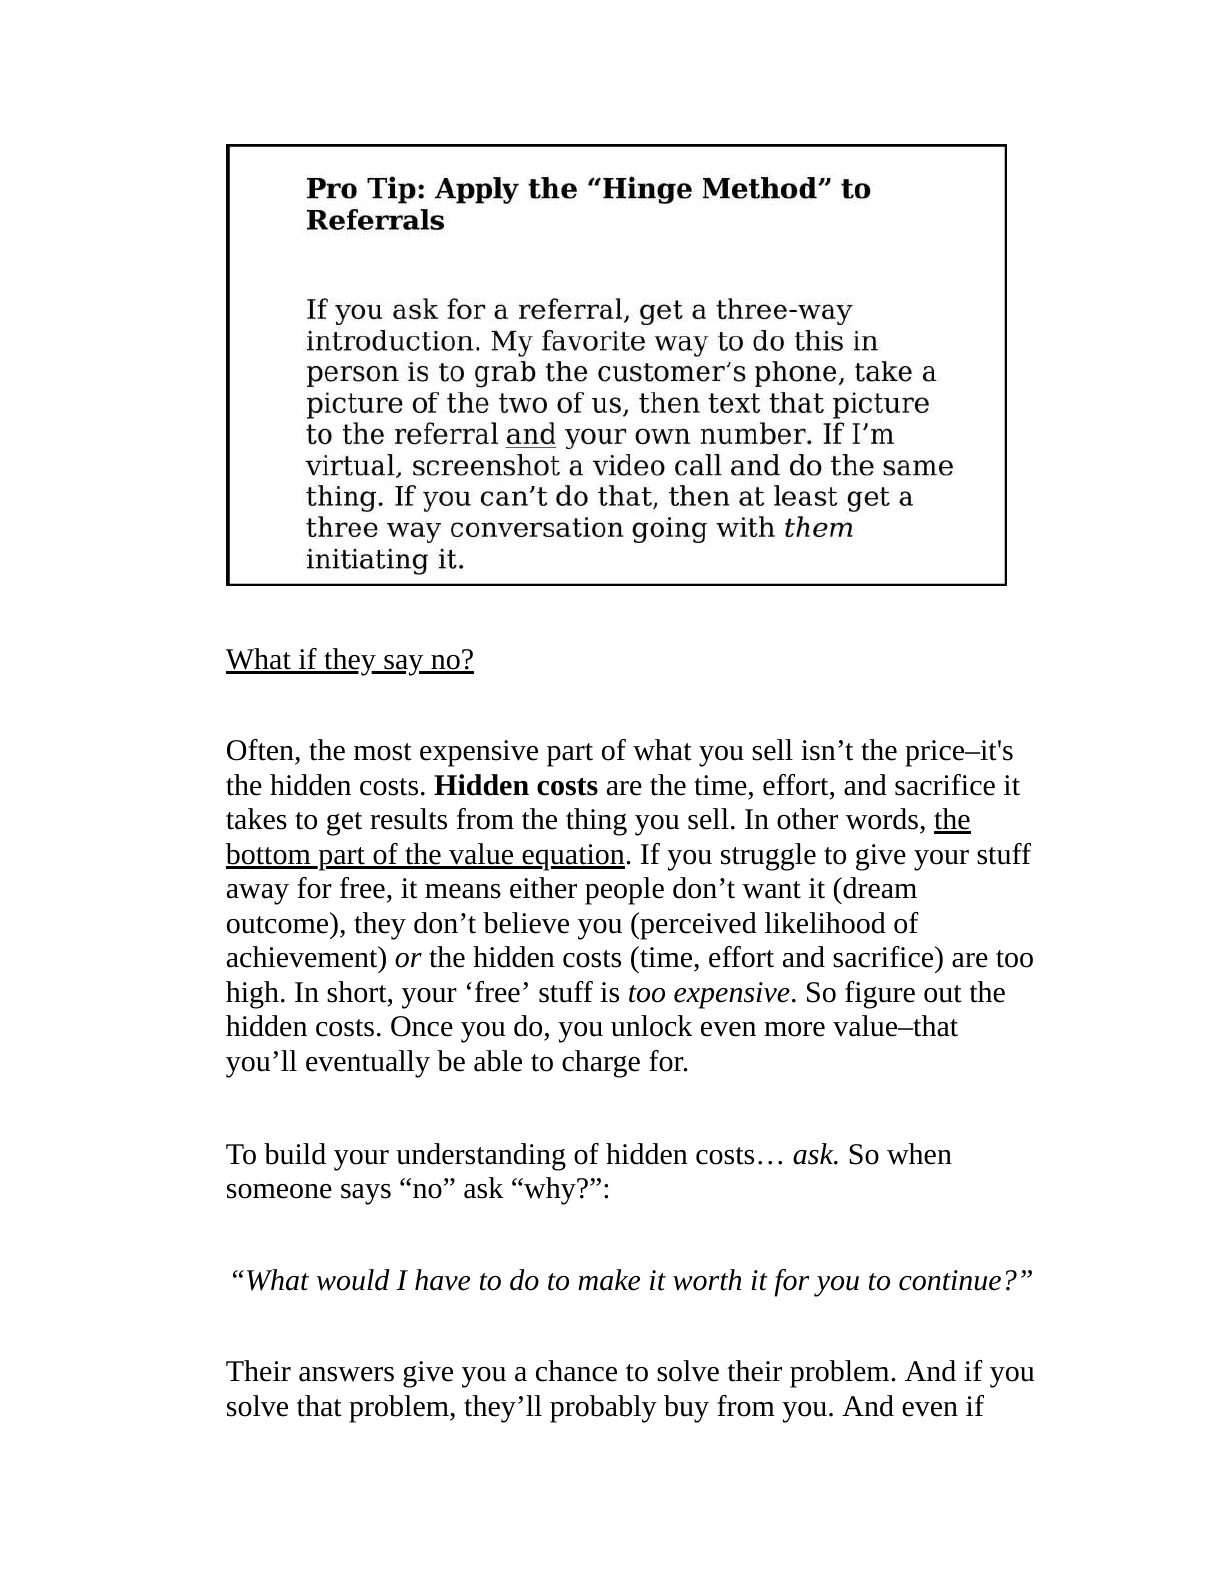 Pro Tip: Apply the “Hinge Method” to
Referrals
If you ask for a referral, get a three-way
introduction. My favorite way to do this in
person is to grab the customer’s phone, take a
picture of the two of us, then text that picture
to the referral and your own number. If I’m
virtual, screenshot a video call and do the same
thing. If you can’t do that, then at least get a
three way conversation going with them
initiating it.
What if they say no?
Often, the most expensive part of what you sell isn’t the price–it's
the hidden costs. Hidden costs are the time, effort, and sacrifice it
takes to get results from the thing you sell. In other words, the
bottom part of the value equation. If you struggle to give your stuff
away for free, it means either people don’t want it (dream
outcome), they don’t believe you (perceived likelihood of
achievement) or the hidden costs (time, effort and sacrifice) are too
high. In short, your ‘free’ stuff is too expensive. So figure out the
hidden costs. Once you do, you unlock even more value–that
you’ll eventually be able to charge for.
To build your understanding of hidden costs… ask. So when
someone says “no” ask “why?”:
“What would I have to do to make it worth it for you to continue?”
Their answers give you a chance to solve their problem. And if you
solve that problem, they’ll probably buy from you. And even if